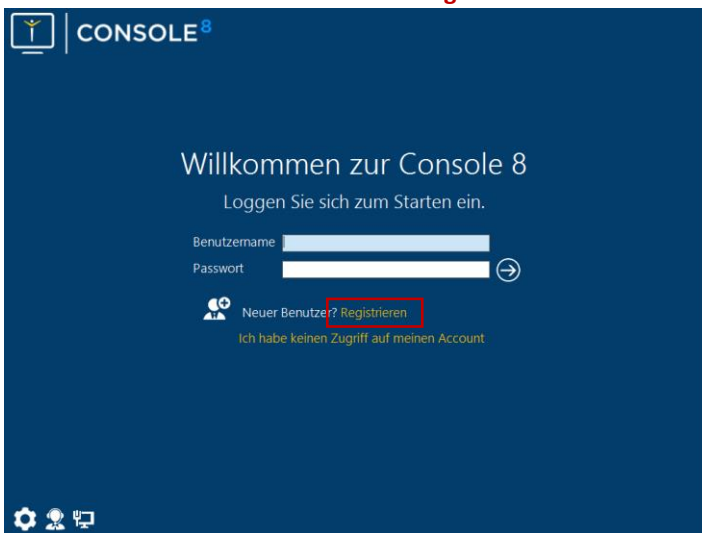 CONSOLE8
Willkommen zur Console 8
Loggen Sie sich zum Starten ein.
Benutzername
Passwort
Neuer Benutzer? Registrieren
Ich habe keinen Zugriff auf meinen Account